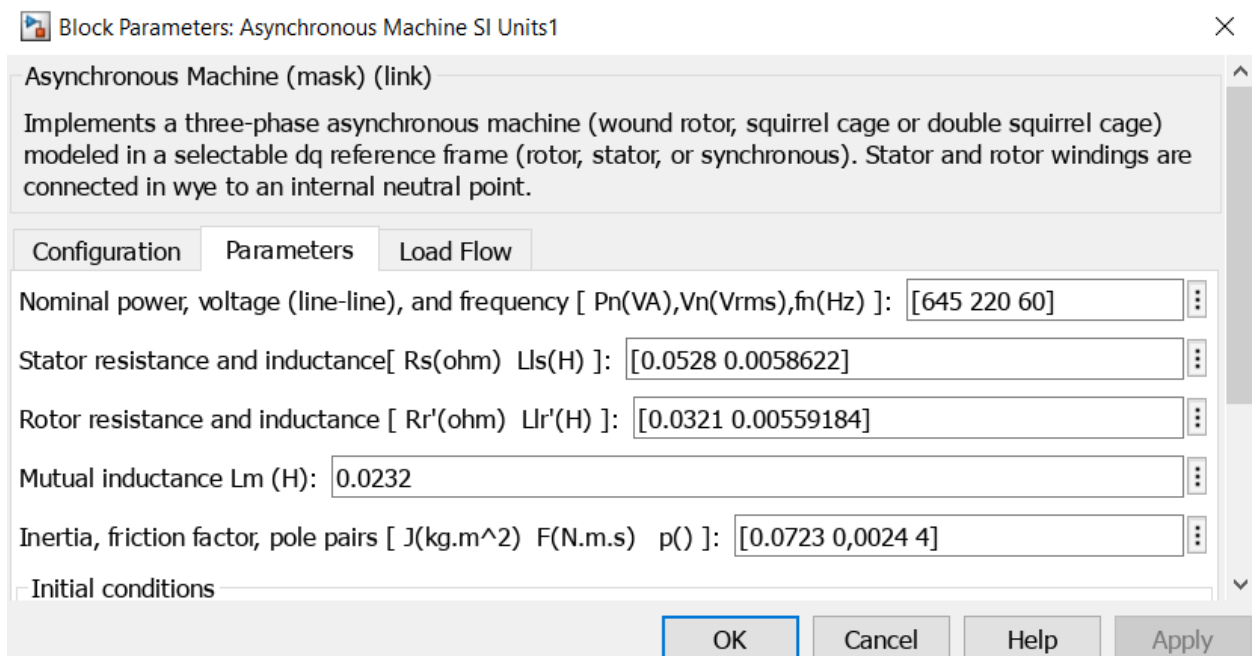 Block Parameters: Asynchronous Machine SI Units1
Asynchronous Machine (mask) (link)
Implements a three-phase asynchronous machine (wound rotor, squirrel cage or double squirrel cage)
modeled in a selectable dq reference frame (rotor, stator, or synchronous). Stator and rotor windings are
connected in wye to an internal neutral point.
Configuration Parameters Load Flow
Nominal power, voltage (line-line), and frequency [ Pn(VA),Vn(Vrms),fn(Hz) ]: [645 220 60]
Stator resistance and inductance[ Rs(ohm) Lls(H) ]: [0.0528 0.0058622]
Rotor resistance and inductance [ Rr'(ohm) Llr'(H) ]: [0.0321 0.00559184]
Mutual inductance Lm (H): 0.0232
Inertia, friction factor, pole pairs [ J(kg.m^2) F(N.m.s) p() ]: [0.0723 0,0024 4]
Initial conditions
OK Cancel Help Apply